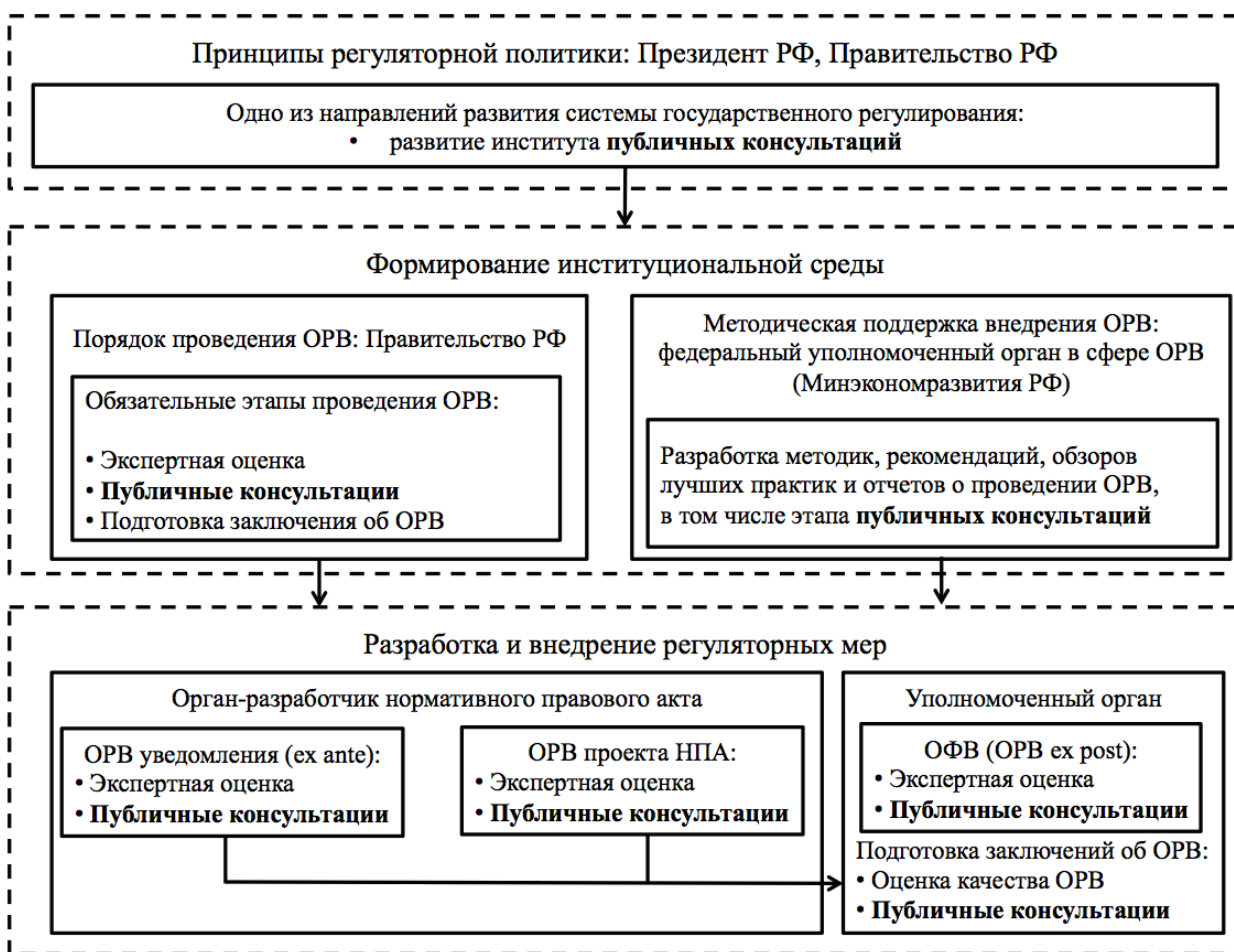 Принципы регуляторной политики: Президент РФ, Правительство РФ
Одно из направлений развития системы государственного регулирования:
• развитие института публичных консультаций
Формирование институциональной среды
Порядок проведения ОРВ: Правительство РФ
Обязательные этапы проведения ОРВ:
• Экспертная оценка
• Публичные консультации
• Подготовка заключения об ОРВ
Методическая поддержка внедрения ОРВ:
федеральный уполномоченный орган в сфере ОРВ
(Минэкономразвития РФ)
Разработка методик, рекомендаций, обзоров
лучших практик и отчетов о проведении ОРВ,
в том числе этапа публичных консультаций
Разработка и внедрение регуляторных мер
Орган-разработчик нормативного правового акта
ОРВ уведомления (ex ante):
• Экспертная оценка
• Публичные консультации
ОРВ проекта НПА:
• Экспертная оценка
• Публичные консультации
Уполномоченный орган
ОФВ (ОРВ ex post):
• Экспертная оценка
• Публичные консультации
Подготовка заключений об ОРВ:
• Оценка качества ОРВ
• Публичные консультации